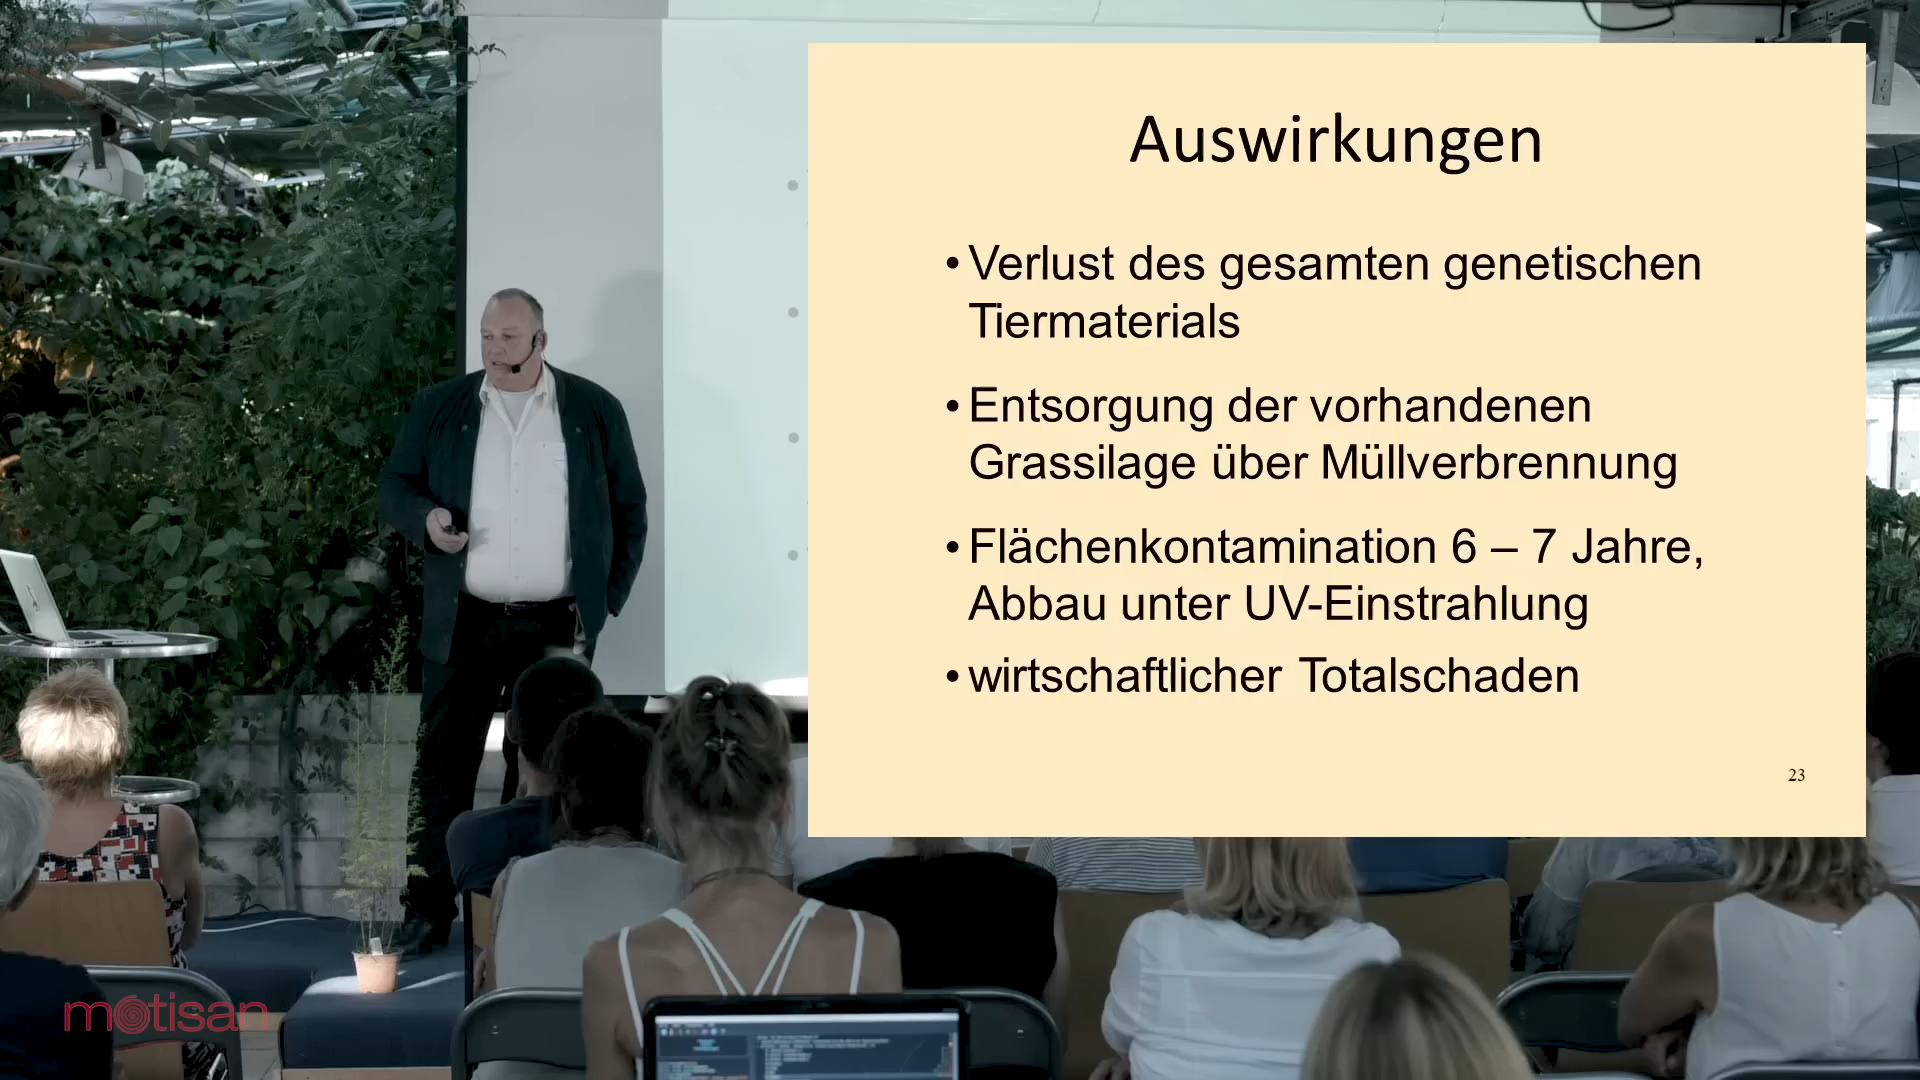 Auswirkungen
• Verlust des gesamten genetischen
Tiermaterials
• Entsorgung der vorhandenen
Grassilage über Müllverbrennung
• Flächenkontamination 6 – 7 Jahre,
Abbau unter UV-Einstrahlung
• wirtschaftlicher Totalschaden
23
motisan